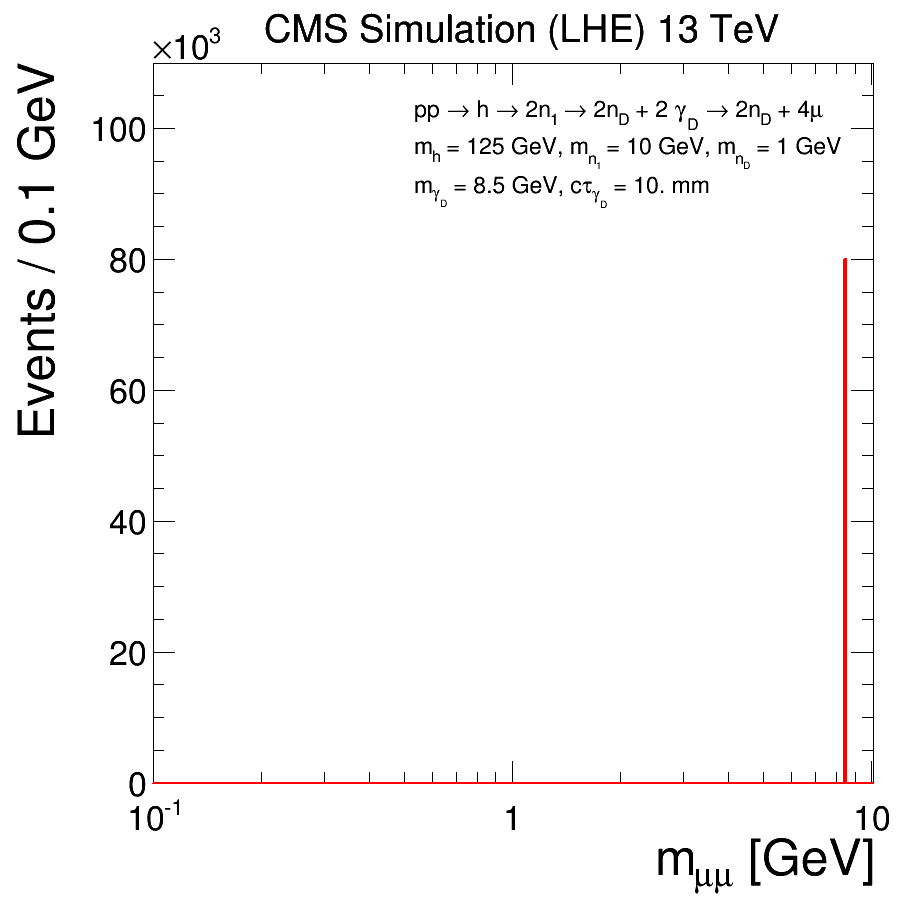 CMS Simulation (LHE) 13 TeV
×10³
pp → h → 2n₁ → 2n_D + 2 γ_D → 2n_D + 4μ
m_h = 125 GeV, m_n₁ = 10 GeV, m_n_D = 1 GeV
m_γ_D = 8.5 GeV, cτ_γ_D = 10. mm
Events / 0.1 GeV
100
80
60
40
20
0
10⁻¹ 1 10
m_μμ [GeV]